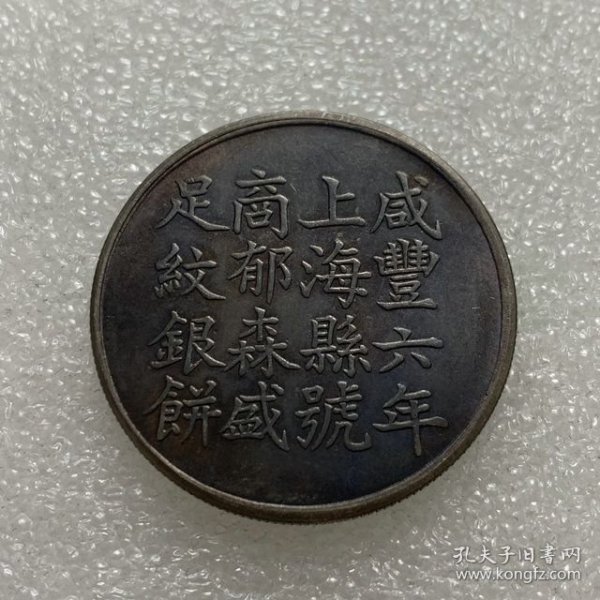 咸豐六年
上海縣號
商郁森盛
足紋銀餅
孔夫子旧书网
www.kongfz.com